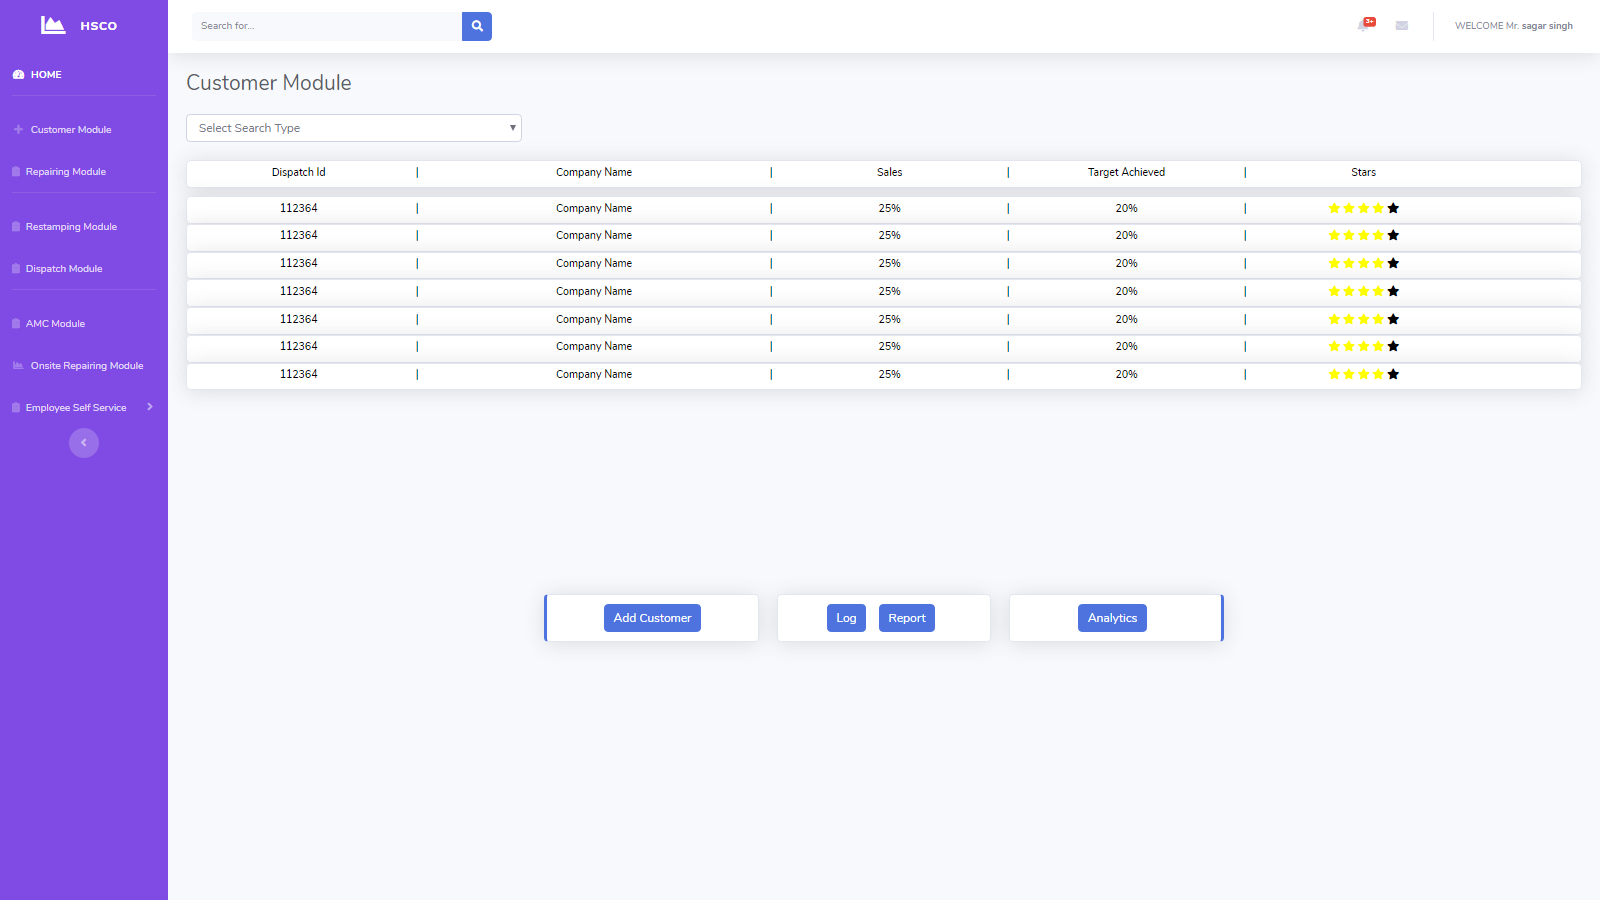 HSCO
Search for...
3+
WELCOME Mr. sagar singh
HOME
Customer Module
Repairing Module
Restamping Module
Dispatch Module
AMC Module
Onsite Repairing Module
Employee Self Service
Customer Module
Select Search Type
Dispatch Id | Company Name | Sales | Target Achieved | Stars
112364 | Company Name | 25% | 20% |
112364 | Company Name | 25% | 20% |
112364 | Company Name | 25% | 20% |
112364 | Company Name | 25% | 20% |
112364 | Company Name | 25% | 20% |
112364 | Company Name | 25% | 20% |
112364 | Company Name | 25% | 20% |
Add Customer Log Report Analytics